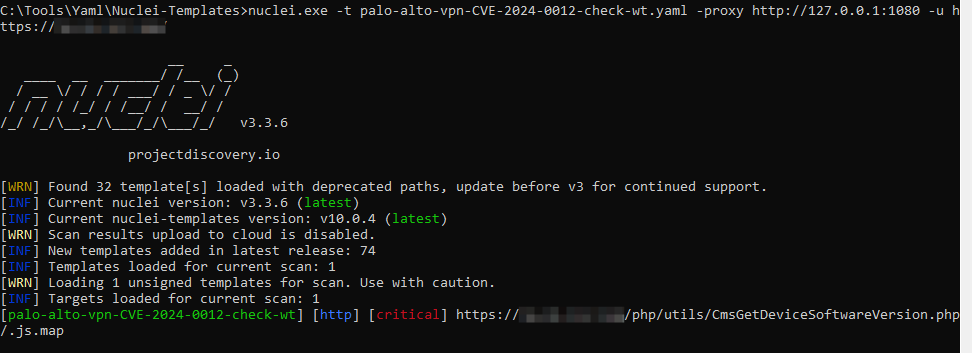 C:\Tools\Yaml\Nuclei-Templates>nuclei.exe -t palo-alto-vpn-CVE-2024-0012-check-wt.yaml -proxy http://127.0.0.1:1080 -u h
ttps://
nuclei
v3.3.6
projectdiscovery.io
[WRN] Found 32 template[s] loaded with deprecated paths, update before v3 for continued support.
[INF] Current nuclei version: v3.3.6 (latest)
[INF] Current nuclei-templates version: v10.0.4 (latest)
[WRN] Scan results upload to cloud is disabled.
[INF] New templates added in latest release: 74
[INF] Templates loaded for current scan: 1
[WRN] Loading 1 unsigned templates for scan. Use with caution.
[INF] Targets loaded for current scan: 1
[palo-alto-vpn-CVE-2024-0012-check-wt] [http] [critical] https:// /php/utils/CmsGetDeviceSoftwareVersion.php
/.js.map